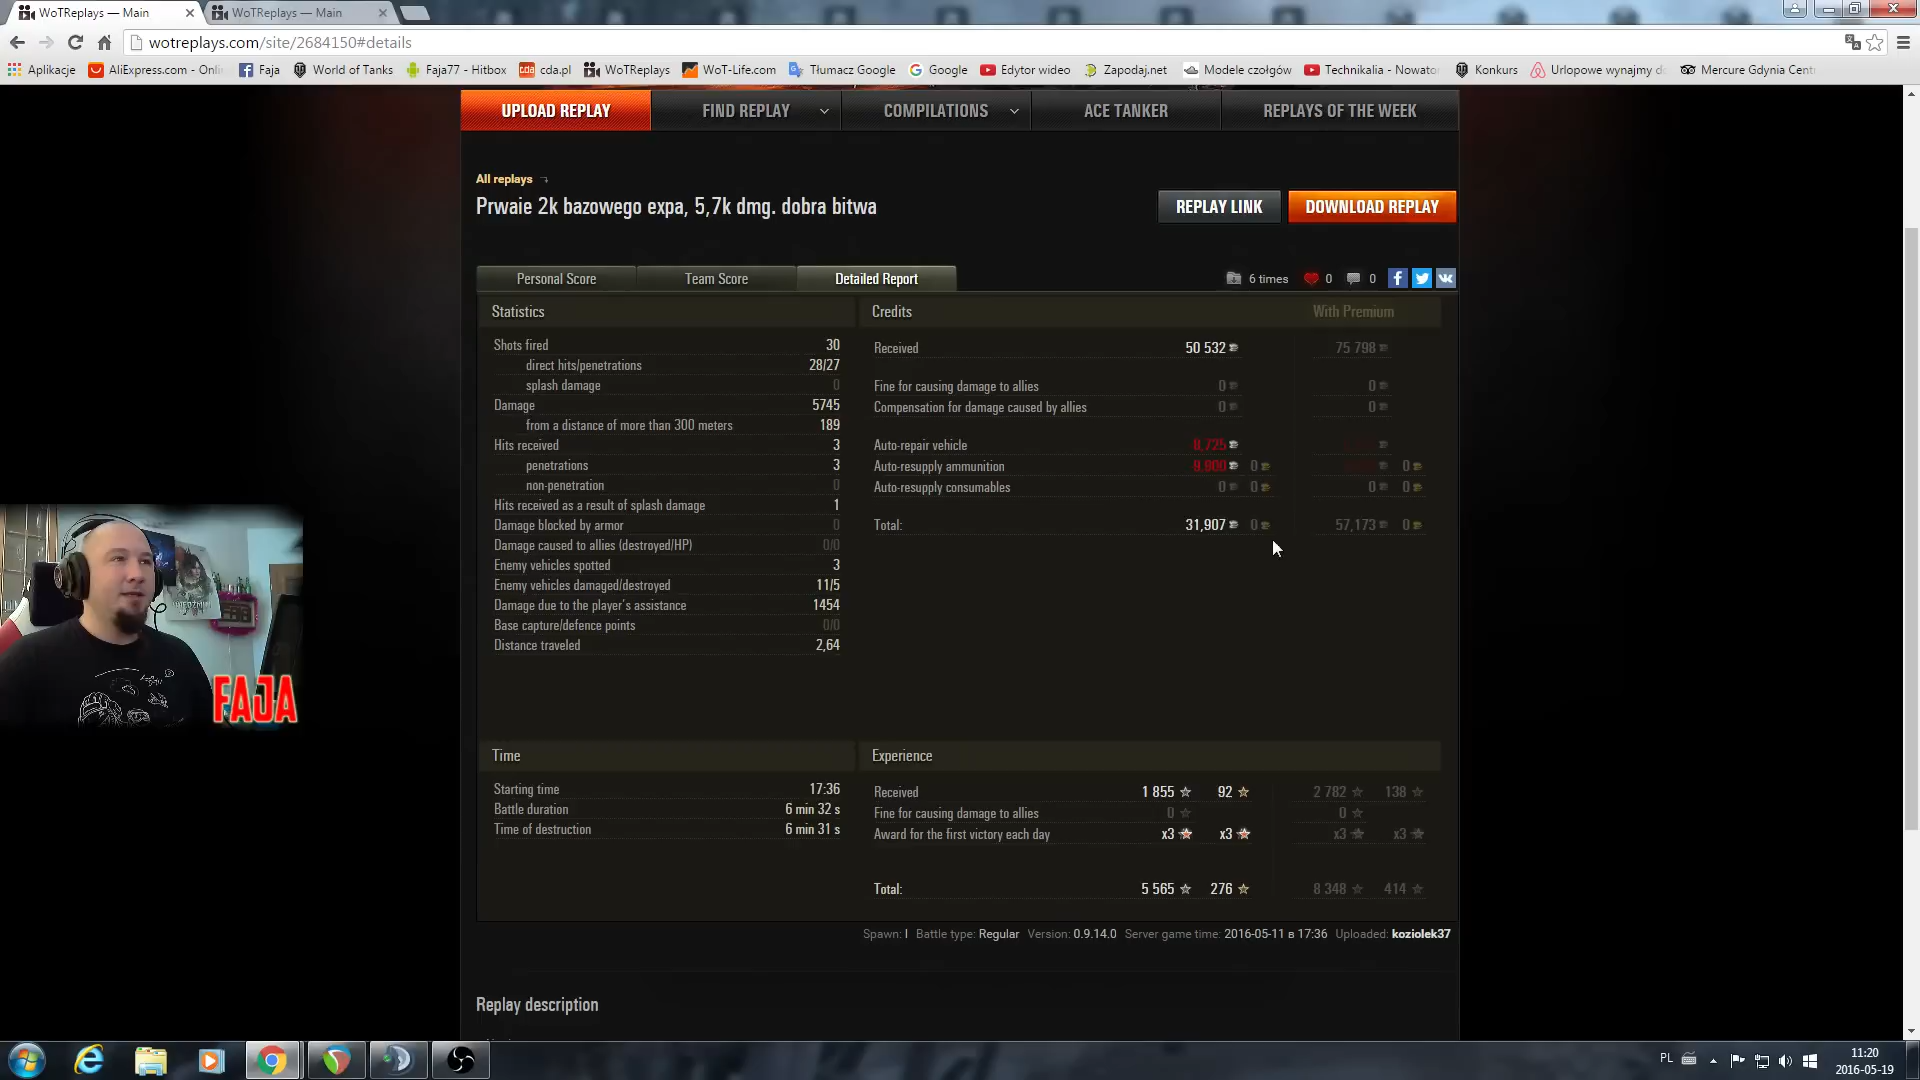 WoTReplays — Main
WoTReplays — Main
wotreplays.com/site/2684150#details
Aplikacje
AliExpress.com - Onli
Faja
World of Tanks
Faja77 - Hitbox
cda.pl
WoTReplays
WoT-Life.com
Tłumacz Google
Google
Edytor wideo
Zapodaj.net
Modele czołgów
Technikalia - Nowator
Konkurs
Urlopowe wynajmy d
Mercure Gdynia Cent
UPLOAD REPLAY
FIND REPLAY
COMPILATIONS
ACE TANKER
REPLAYS OF THE WEEK
All replays
Prwaie 2k bazowego expa, 5,7k dmg. dobra bitwa
REPLAY LINK
DOWNLOAD REPLAY
Personal Score
Team Score
Detailed Report
6 times
0
0
Statistics
Credits
With Premium
Shots fired 30
direct hits/penetrations 28/27
splash damage 0
Damage 5745
from a distance of more than 300 meters 189
Hits received 3
penetrations 3
non-penetration 0
Hits received as a result of splash damage 1
Damage blocked by armor 0
Damage caused to allies (destroyed/HP) 0/0
Enemy vehicles spotted 3
Enemy vehicles damaged/destroyed 11/5
Damage due to the player's assistance 1454
Base capture/defence points 0/0
Distance traveled 2,64
Received 50 532 75 798
Fine for causing damage to allies 0 0
Compensation for damage caused by allies 0 0
Auto-repair vehicle 8,725
Auto-resupply ammunition 9,900 0 0
Auto-resupply consumables 0 0 0 0
Total: 31,907 0 57,173 0
FAJA
Time
Starting time 17:36
Battle duration 6 min 32 s
Time of destruction 6 min 31 s
Experience
Received 1 855 92 2 782 138
Fine for causing damage to allies 0 0
Award for the first victory each day x3 x3 x3 x3
Total: 5 565 276 8 348 414
Spawn: I Battle type: Regular Version: 0.9.14.0 Server game time: 2016-05-11 в 17:36 Uploaded: koziolek37
Replay description
PL
11:20
2016-05-19